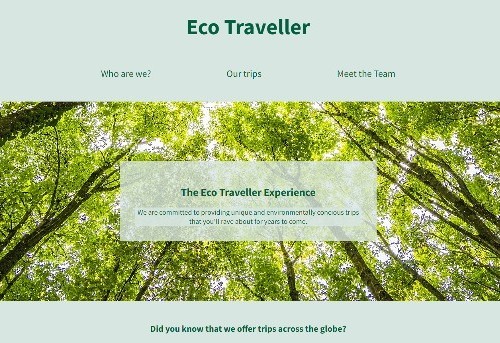 Eco Traveller
Who are we? Our trips Meet the Team
The Eco Traveller Experience
We are committed to providing unique and environmentally concious trips
that you'll rave about for years to come.
Did you know that we offer trips across the globe?